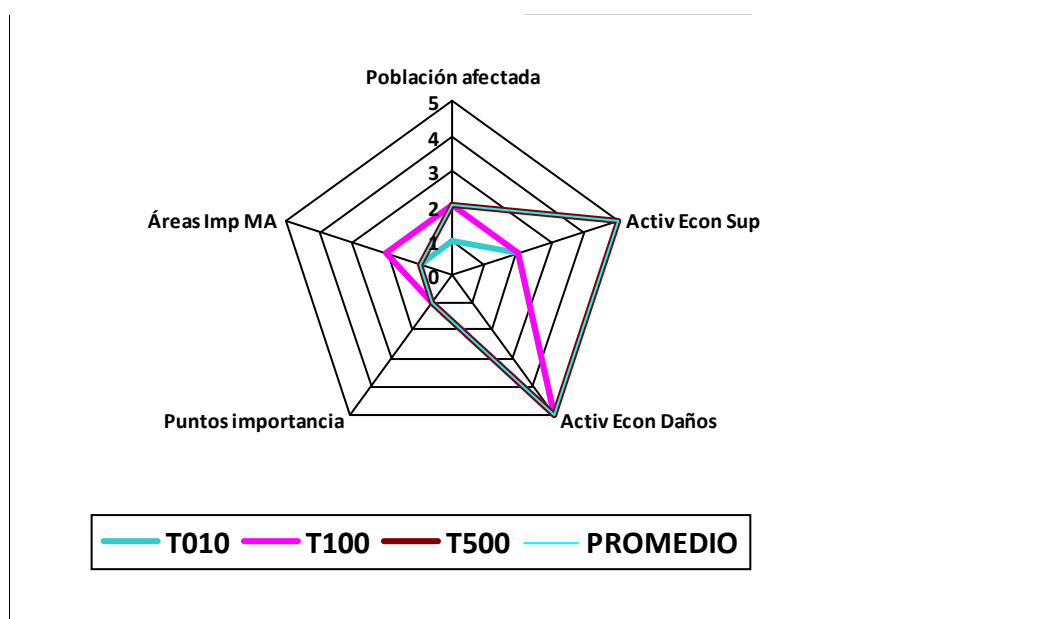 Población afectada
5
4
3
2
1
0
Áreas Imp MA
Activ Econ Sup
Puntos importancia
Activ Econ Daños
T010 T100 T500 PROMEDIO